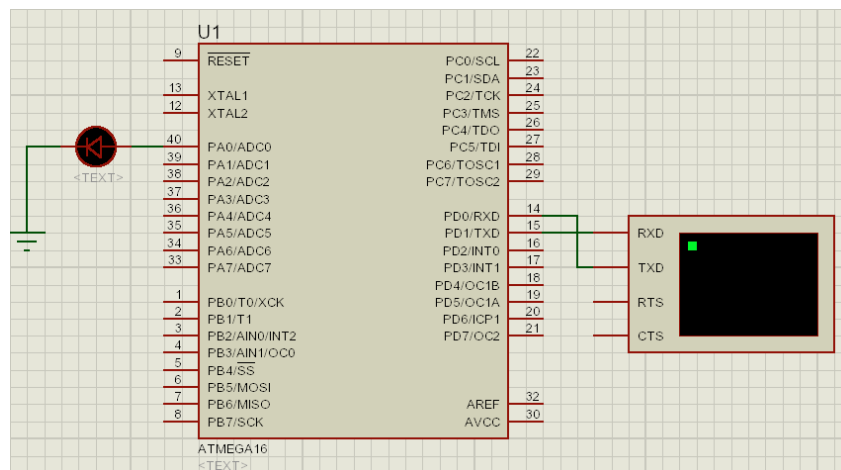 U1
9 RESET
13 XTAL1
12 XTAL2
40 PA0/ADC0
39 PA1/ADC1
38 PA2/ADC2
37 PA3/ADC3
36 PA4/ADC4
35 PA5/ADC5
34 PA6/ADC6
33 PA7/ADC7
1 PB0/T0/XCK
2 PB1/T1
3 PB2/AIN0/INT2
4 PB3/AIN1/OC0
5 PB4/SS
6 PB5/MOSI
7 PB6/MISO
8 PB7/SCK
PC0/SCL 22
PC1/SDA 23
PC2/TCK 24
PC3/TMS 25
PC4/TDO 26
PC5/TDI 27
PC6/TOSC1 28
PC7/TOSC2 29
PD0/RXD 14
PD1/TXD 15
PD2/INT0 16
PD3/INT1 17
PD4/OC1B 18
PD5/OC1A 19
PD6/ICP1 20
PD7/OC2 21
AREF 32
AVCC 30
ATMEGA16
<TEXT>
<TEXT>
RXD
TXD
RTS
CTS